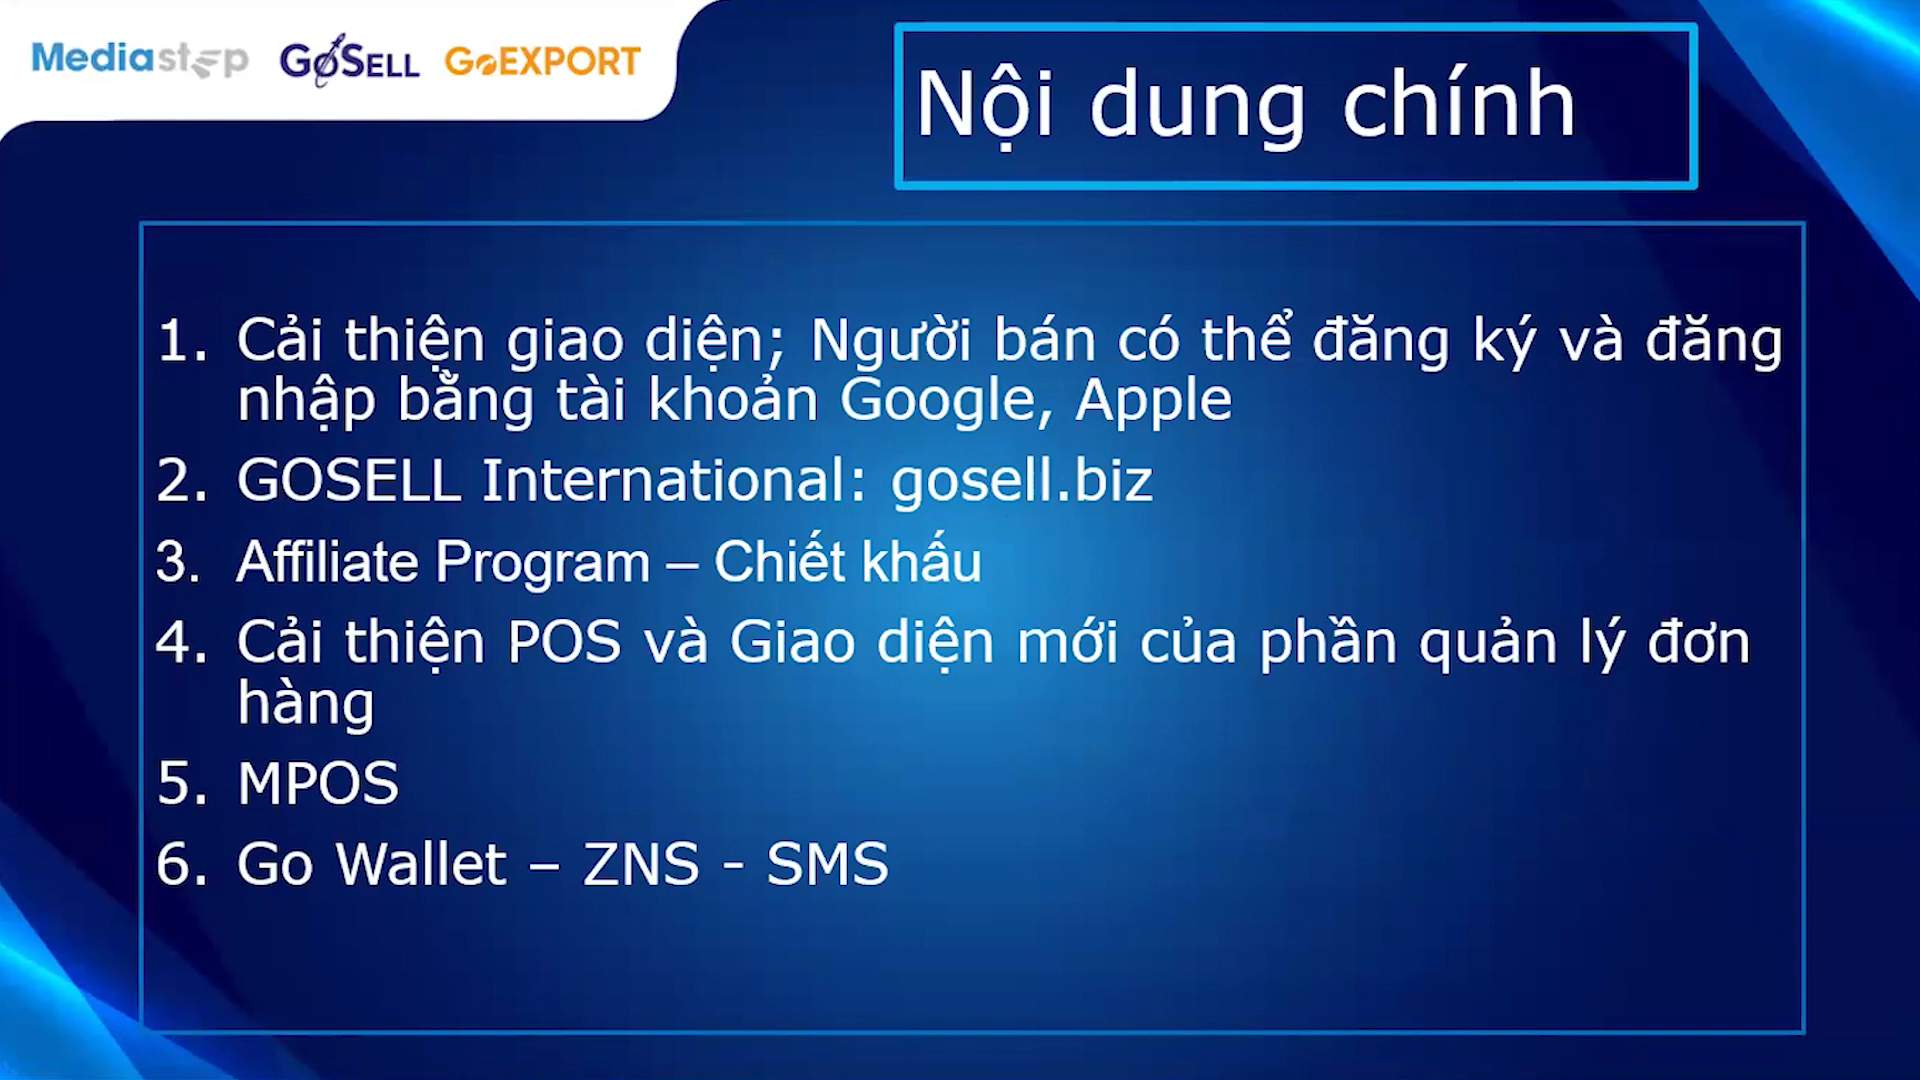 Mediastep GoSELL GoEXPORT
Nội dung chính
1. Cải thiện giao diện; Người bán có thể đăng ký và đăng
nhập bằng tài khoản Google, Apple
2. GOSELL International: gosell.biz
3. Affiliate Program – Chiết khấu
4. Cải thiện POS và Giao diện mới của phần quản lý đơn
hàng
5. MPOS
6. Go Wallet – ZNS - SMS